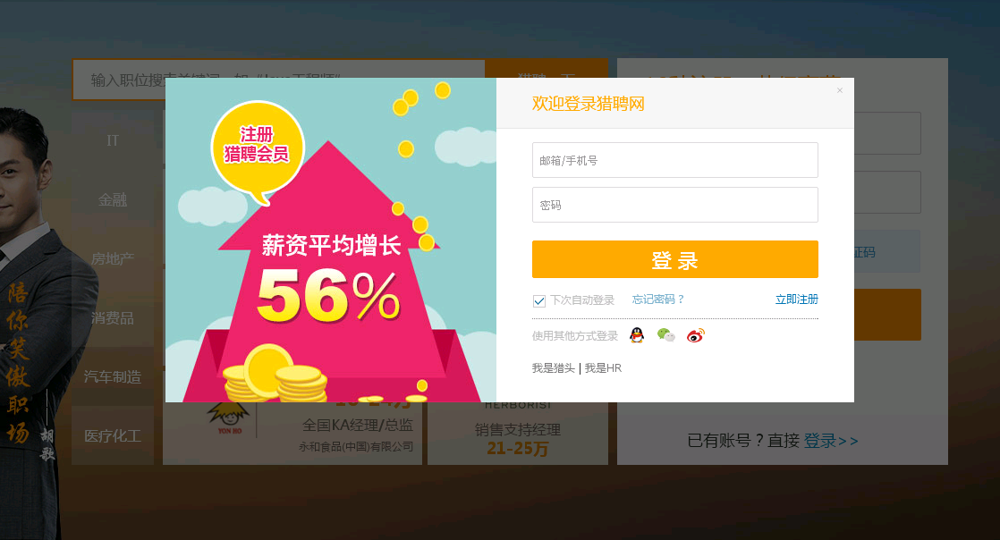 输入职位搜索关键词，如“Java工程师”
IT
金融
房地产
消费品
汽车制造
医疗化工
陪你笑傲职场
胡歌
注册
猎聘会员
薪资平均增长
56%
欢迎登录猎聘网
×
邮箱/手机号
密码
登 录
下次自动登录
忘记密码？
立即注册
使用其他方式登录
我是猎头 | 我是HR
证码
YON HO
全国KA经理/总监
永和食品(中国)有限公司
HERBORIST
销售支持经理
21-25万
已有账号？直接 登录>>